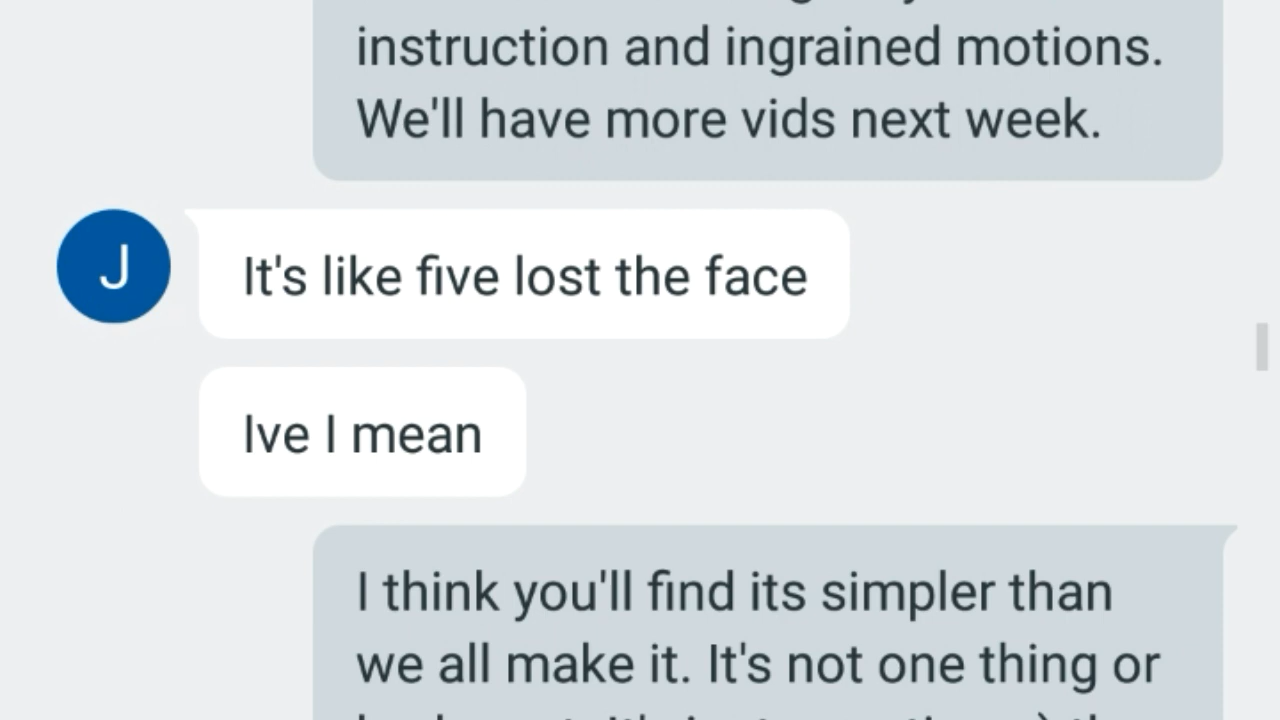 instruction and ingrained motions.
We'll have more vids next week.
J
It's like five lost the face
Ive I mean
I think you'll find its simpler than
we all make it. It's not one thing or